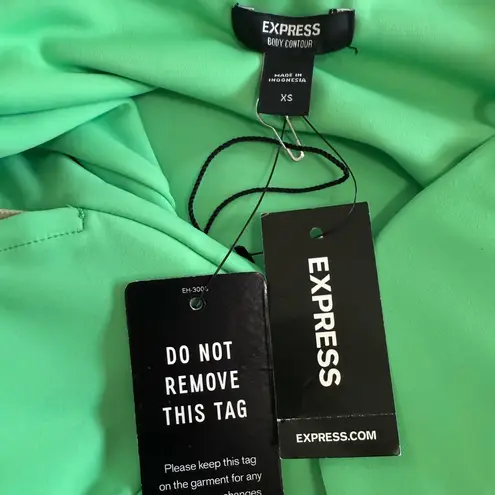 EXPRESS
BODY CONTOUR
MADE IN
INDONESIA
XS
EXPRESS
EXPRESS.COM
DO NOT
REMOVE
THIS TAG
Please keep this tag
on the garment for any
changes